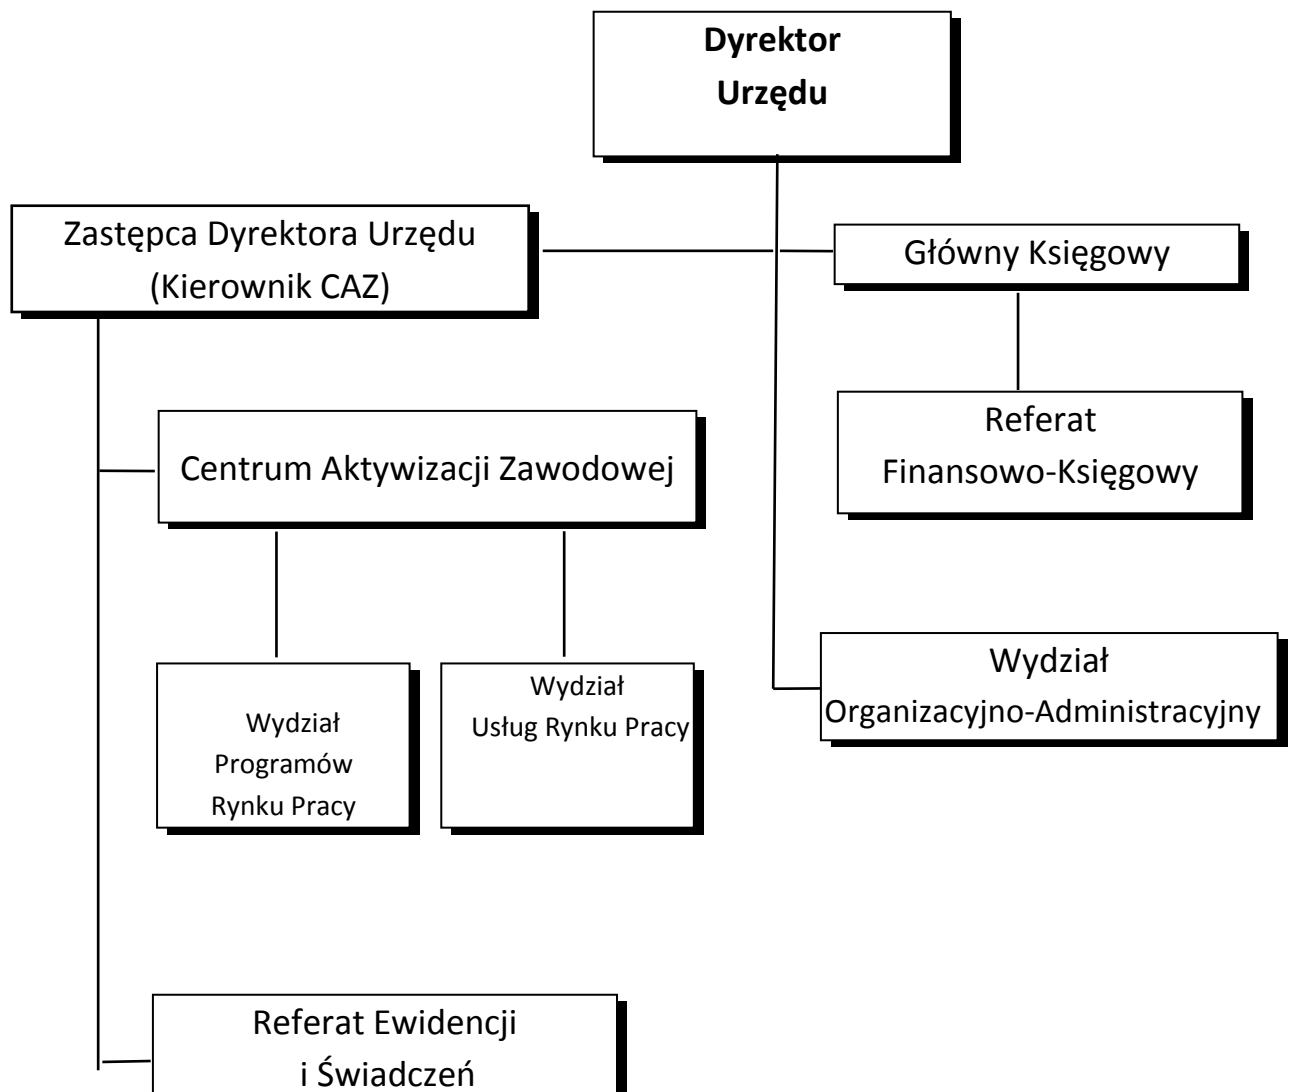 Dyrektor
Urzędu
Zastępca Dyrektora Urzędu
(Kierownik CAZ)
Główny Księgowy
Referat
Finansowo-Księgowy
Centrum Aktywizacji Zawodowej
Wydział
Programów
Rynku Pracy
Wydział
Usług Rynku Pracy
Wydział
Organizacyjno-Administracyjny
Referat Ewidencji
i Świadczeń